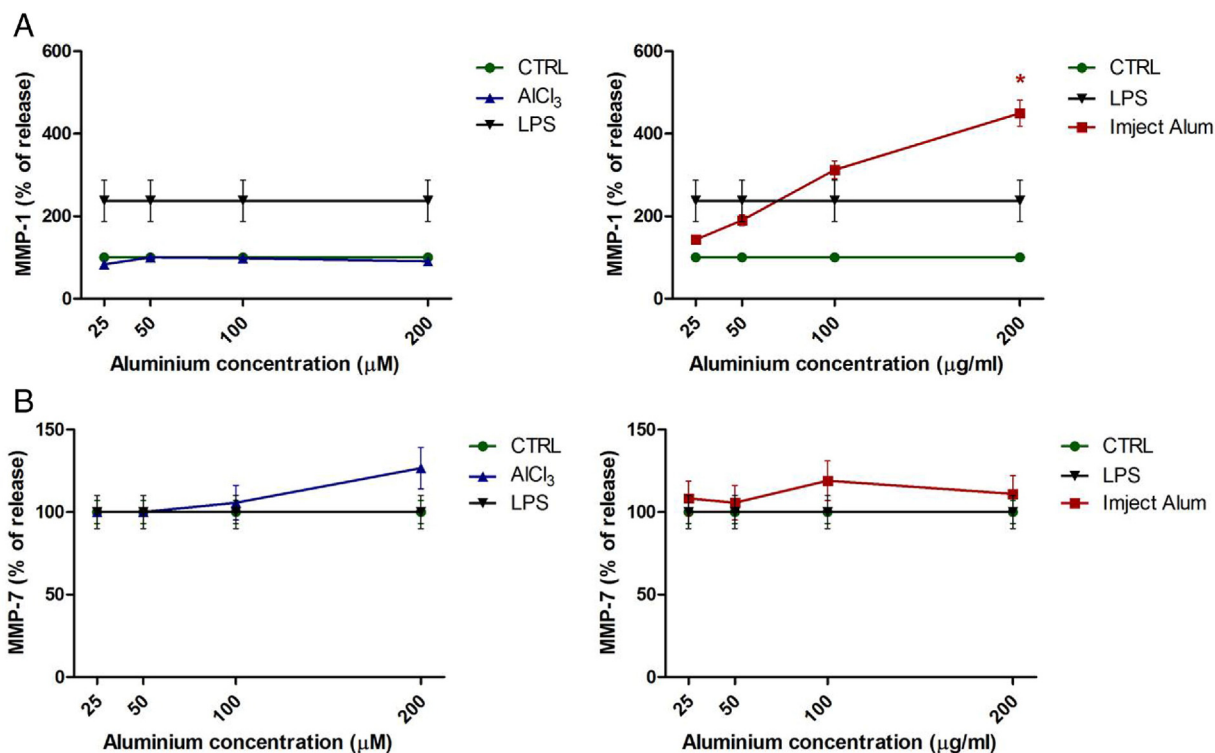 A
MMP-1 (% of release)
600
400
200
0
25
50
100
200
Aluminium concentration (μM)
CTRL
AlCl₃
LPS
MMP-1 (% of release)
600
400
200
0
25
50
100
200
Aluminium concentration (μg/ml)
*
CTRL
LPS
Imject Alum
B
MMP-7 (% of release)
150
100
50
0
25
50
100
200
Aluminium concentration (μM)
CTRL
AlCl₃
LPS
MMP-7 (% of release)
150
100
50
0
25
50
100
200
Aluminium concentration (μg/ml)
CTRL
LPS
Imject Alum